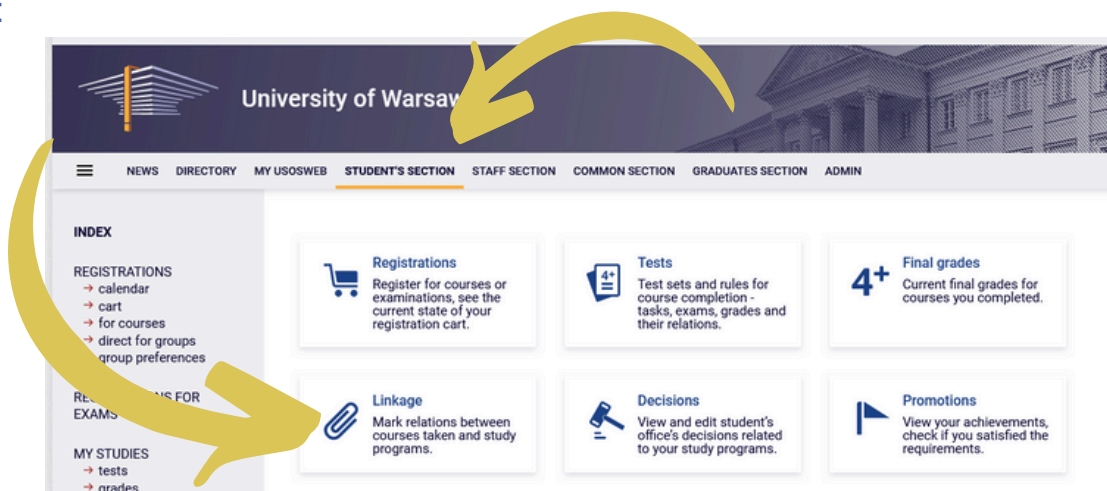 University of Warsaw
NEWS DIRECTORY MY USOSWEB STUDENT'S SECTION STAFF SECTION COMMON SECTION GRADUATES SECTION ADMIN
INDEX
REGISTRATIONS
→ calendar
→ cart
→ for courses
→ direct for groups
group preferences
FOR
EXAMS
MY STUDIES
→ tests
→ grades
Registrations
Register for courses or
examinations, see the
current state of your
registration cart.
4+
Tests
Test sets and rules for
course completion -
tasks, exams, grades and
their relations.
4+
Final grades
Current final grades for
courses you completed.
Linkage
Mark relations between
courses taken and study
programs.
Decisions
View and edit student's
office's decisions related
to your study programs.
Promotions
View your achievements,
check if you satisfied the
requirements.